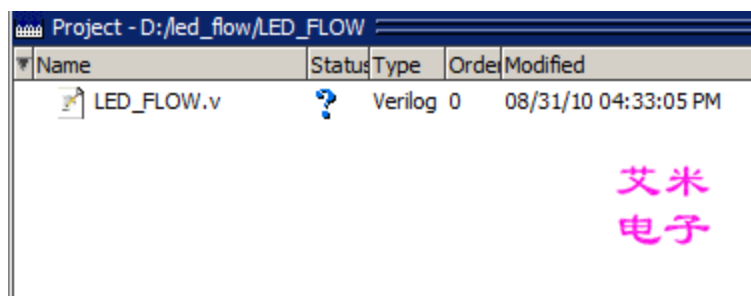 Project - D:/led_flow/LED_FLOW
Name Status Type Order Modified
LED_FLOW.v ? Verilog 0 08/31/10 04:33:05 PM
艾米
电子